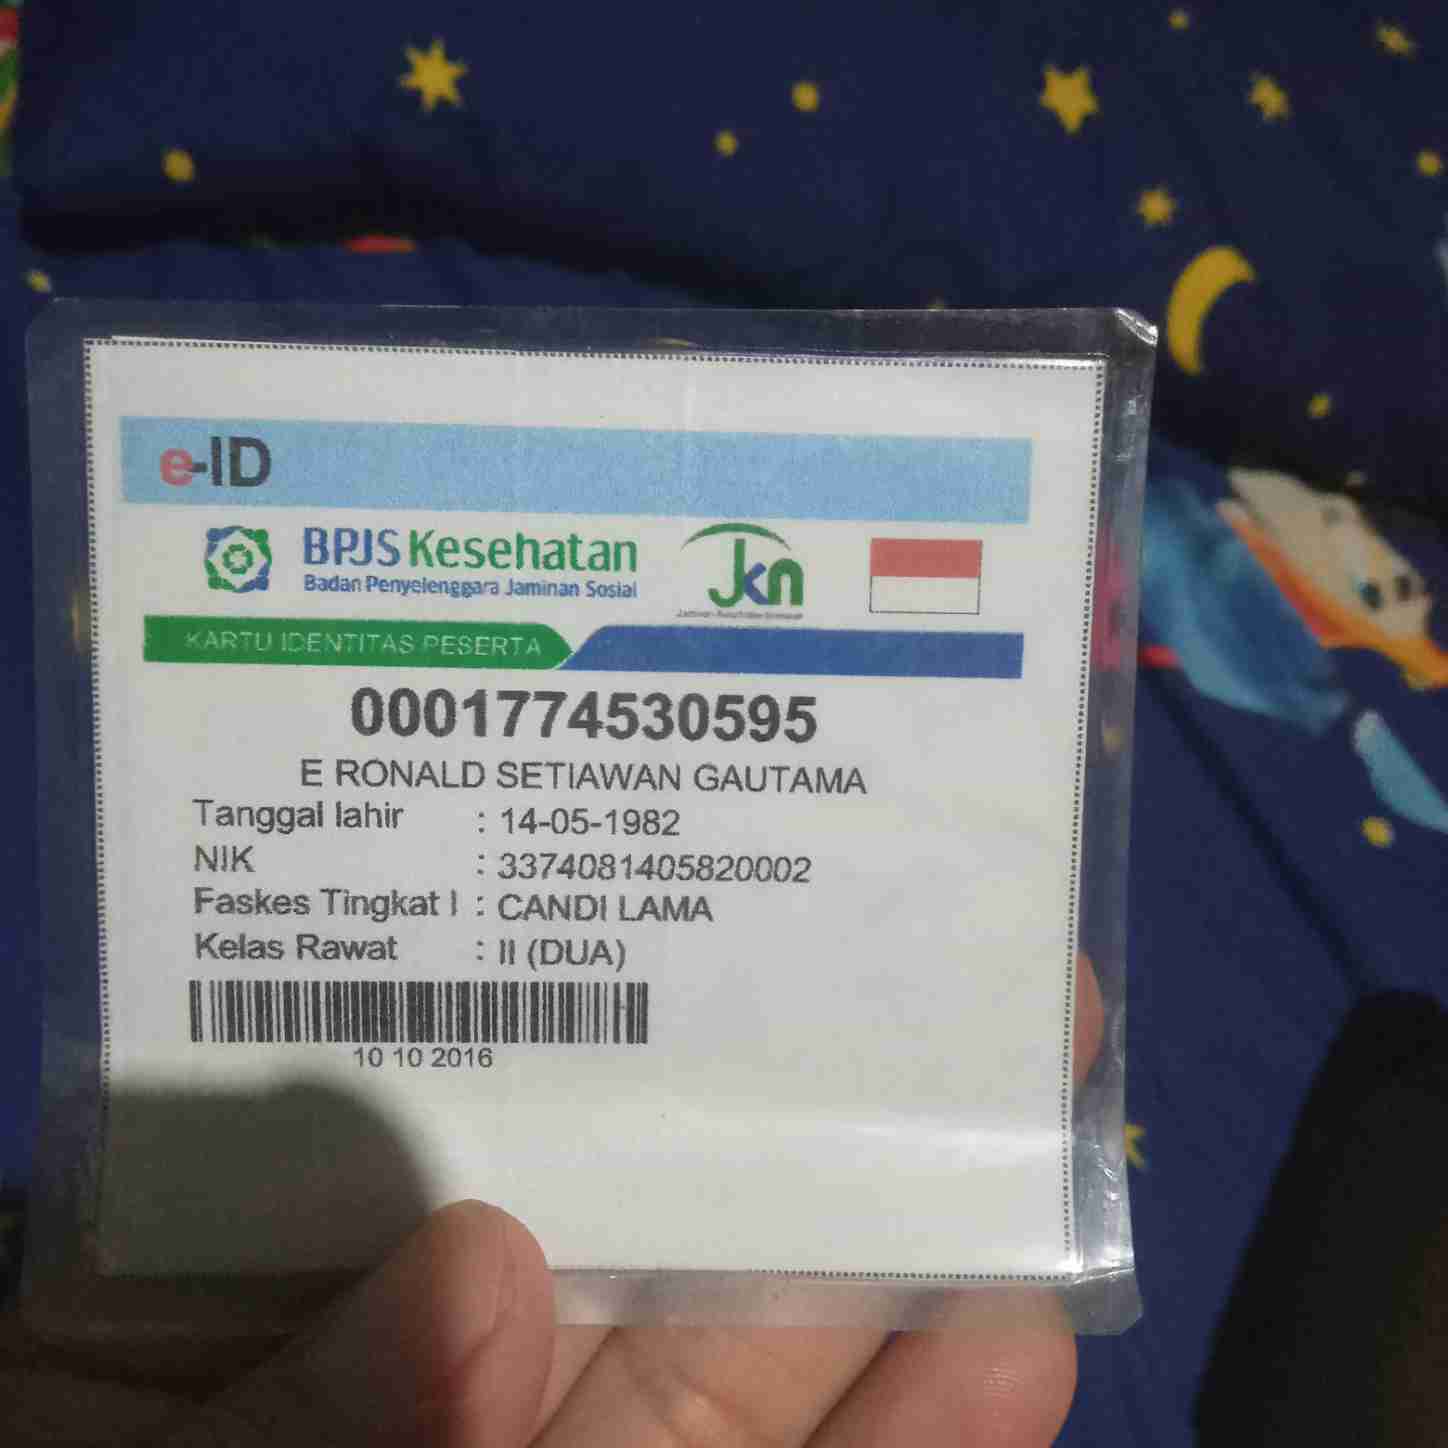 e-ID
BPJS Kesehatan
Badan Penyelenggara Jaminan Sosial
Jkn
KARTU IDENTITAS PESERTA
0001774530595
E RONALD SETIAWAN GAUTAMA
Tanggal lahir : 14-05-1982
NIK : 3374081405820002
Faskes Tingkat I : CANDI LAMA
Kelas Rawat : II (DUA)
10 10 2016